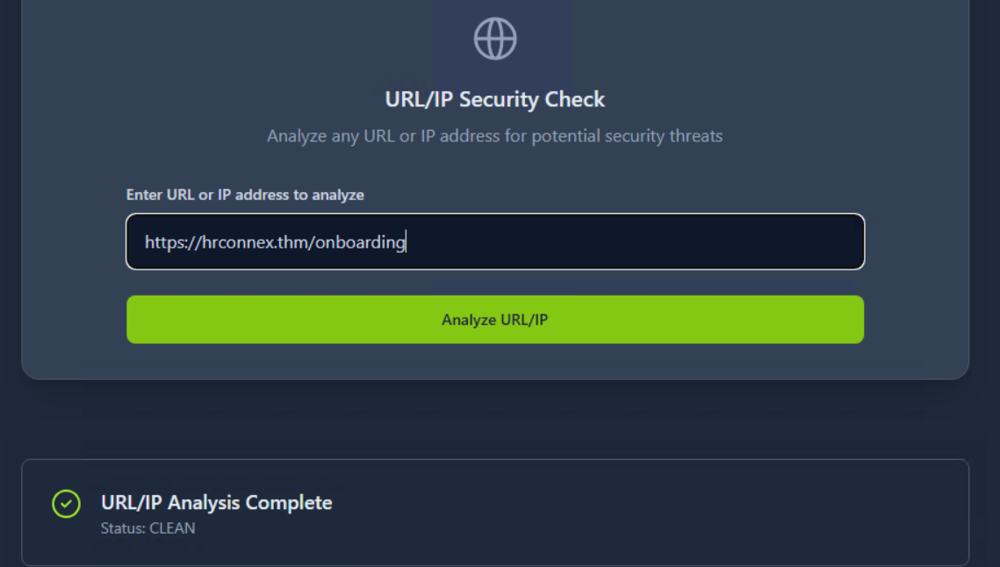 URL/IP Security Check
Analyze any URL or IP address for potential security threats
Enter URL or IP address to analyze
https://hrconnex.thm/onboarding
Analyze URL/IP
URL/IP Analysis Complete
Status: CLEAN